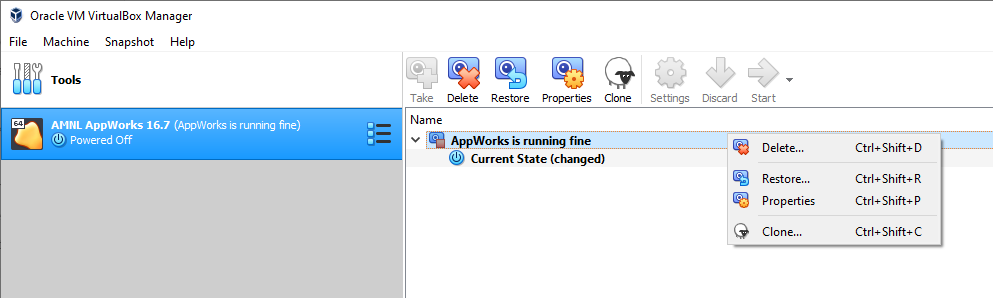 Oracle VM VirtualBox Manager
File Machine Snapshot Help
Tools
Take Delete Restore Properties Clone Settings Discard Start
64
AMNL AppWorks 16.7 (AppWorks is running fine)
Powered Off
Name
AppWorks is running fine
Current State (changed)
Delete... Ctrl+Shift+D
Restore... Ctrl+Shift+R
Properties Ctrl+Shift+P
Clone... Ctrl+Shift+C